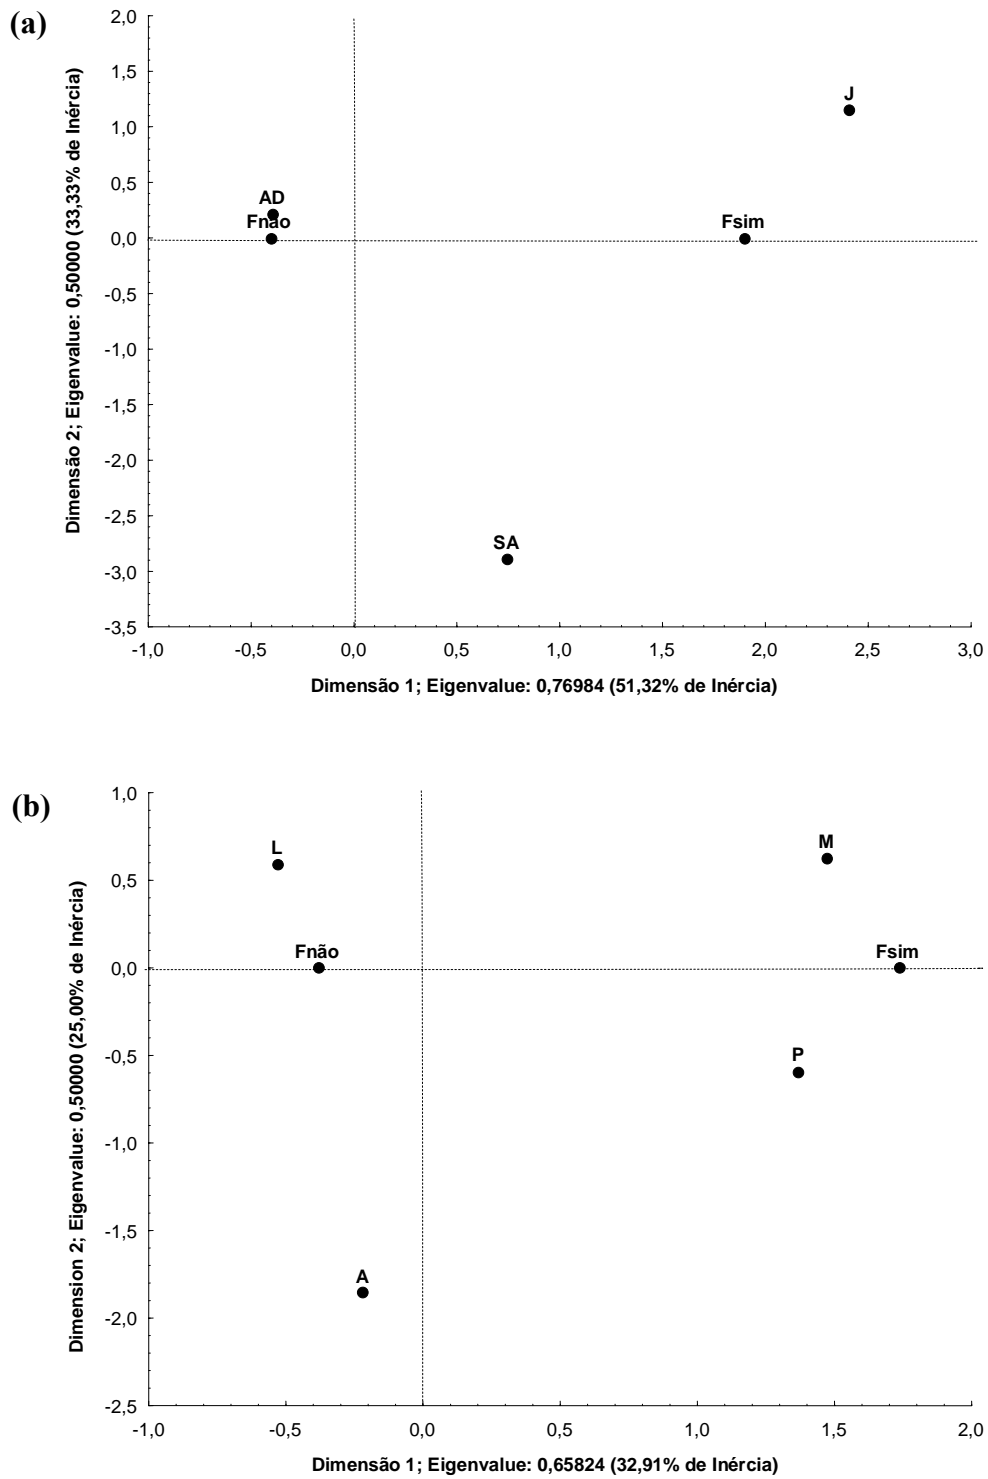 (a)
Dimensão 2; Eigenvalue: 0,50000 (33,33% de Inércia)
2,0
1,5
1,0
0,5
0,0
-0,5
-1,0
-1,5
-2,0
-2,5
-3,0
-3,5
J
AD
Fnão
Fsim
SA
-1,0 -0,5 0,0 0,5 1,0 1,5 2,0 2,5 3,0
Dimensão 1; Eigenvalue: 0,76984 (51,32% de Inércia)
(b)
Dimension 2; Eigenvalue: 0,50000 (25,00% de Inércia)
1,0
0,5
0,0
-0,5
-1,0
-1,5
-2,0
-2,5
L
M
Fnão
Fsim
P
A
-1,0 -0,5 0,0 0,5 1,0 1,5 2,0
Dimensão 1; Eigenvalue: 0,65824 (32,91% de Inércia)